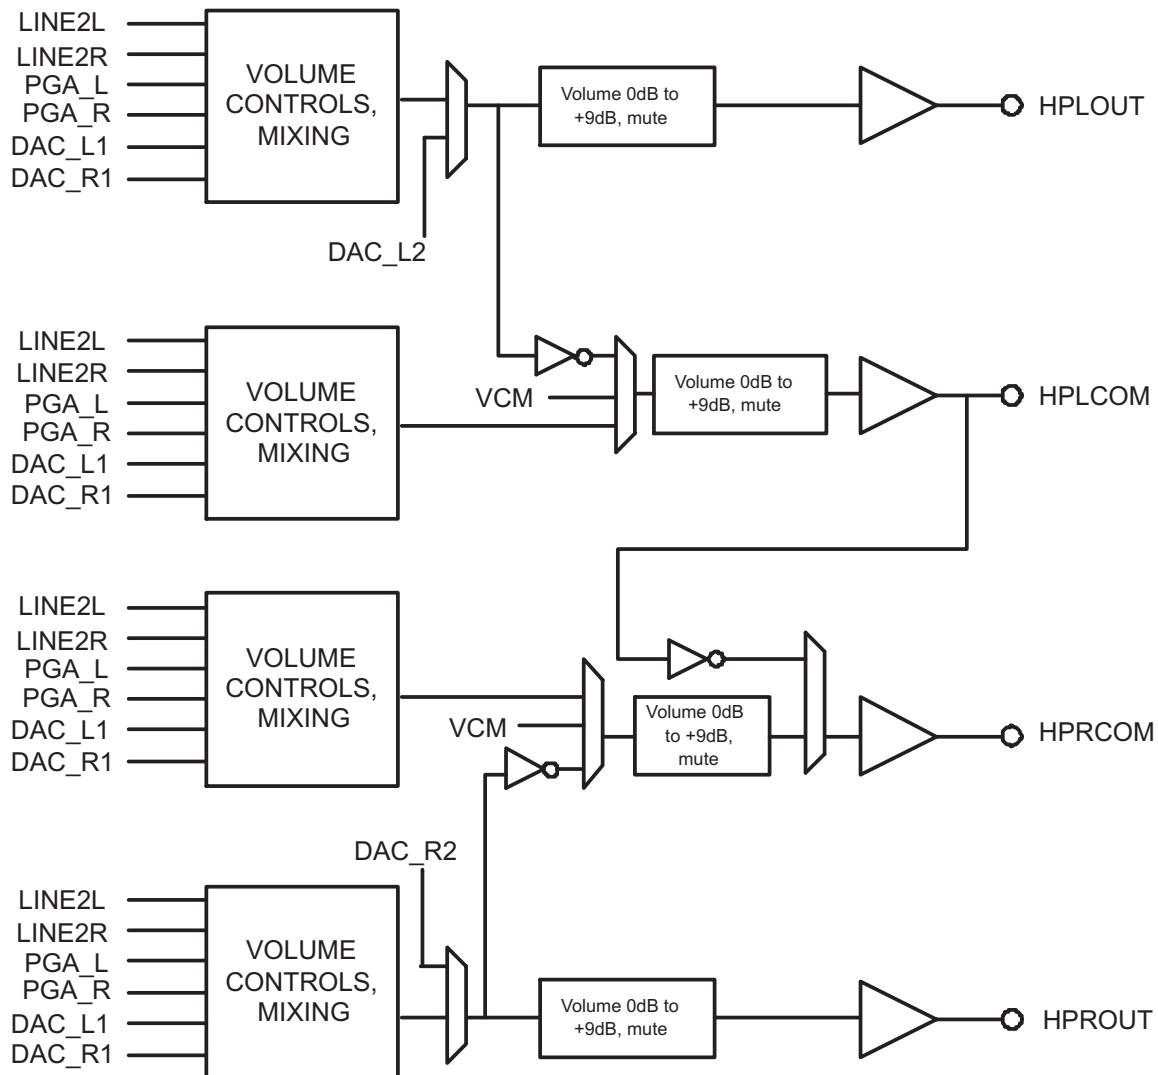 LINE2L
LINE2R
PGA_L
PGA_R
DAC_L1
DAC_R1
VOLUME
CONTROLS,
MIXING
DAC_L2
Volume 0dB to
+9dB, mute
HPLOUT
LINE2L
LINE2R
PGA_L
PGA_R
DAC_L1
DAC_R1
VOLUME
CONTROLS,
MIXING
VCM
Volume 0dB to
+9dB, mute
HPLCOM
LINE2L
LINE2R
PGA_L
PGA_R
DAC_L1
DAC_R1
VOLUME
CONTROLS,
MIXING
VCM
Volume 0dB
to +9dB,
mute
HPRCOM
DAC_R2
LINE2L
LINE2R
PGA_L
PGA_R
DAC_L1
DAC_R1
VOLUME
CONTROLS,
MIXING
Volume 0dB to
+9dB, mute
HPROUT